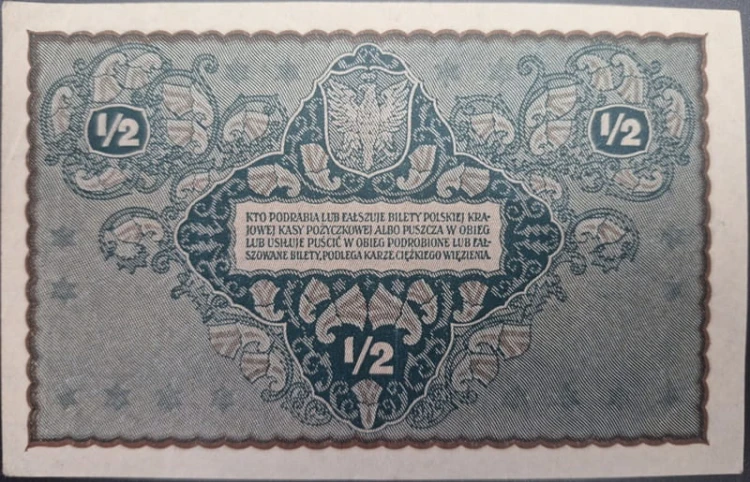 1/2
1/2
KTO PODRABIA LUB FAŁSZUJE BILETY POLSKIEJ KRA-
JOWEJ KASY POŻYCZKOWEJ ALBO PUSZCZA W OBIEG
LUB USIŁUJE PUŚCIĆ W OBIEG PODROBIONE LUB FAŁ-
SZOWANE BILETY, PODLEGA KARZE CIĘŻKIEGO WIĘZIENIA.
1/2